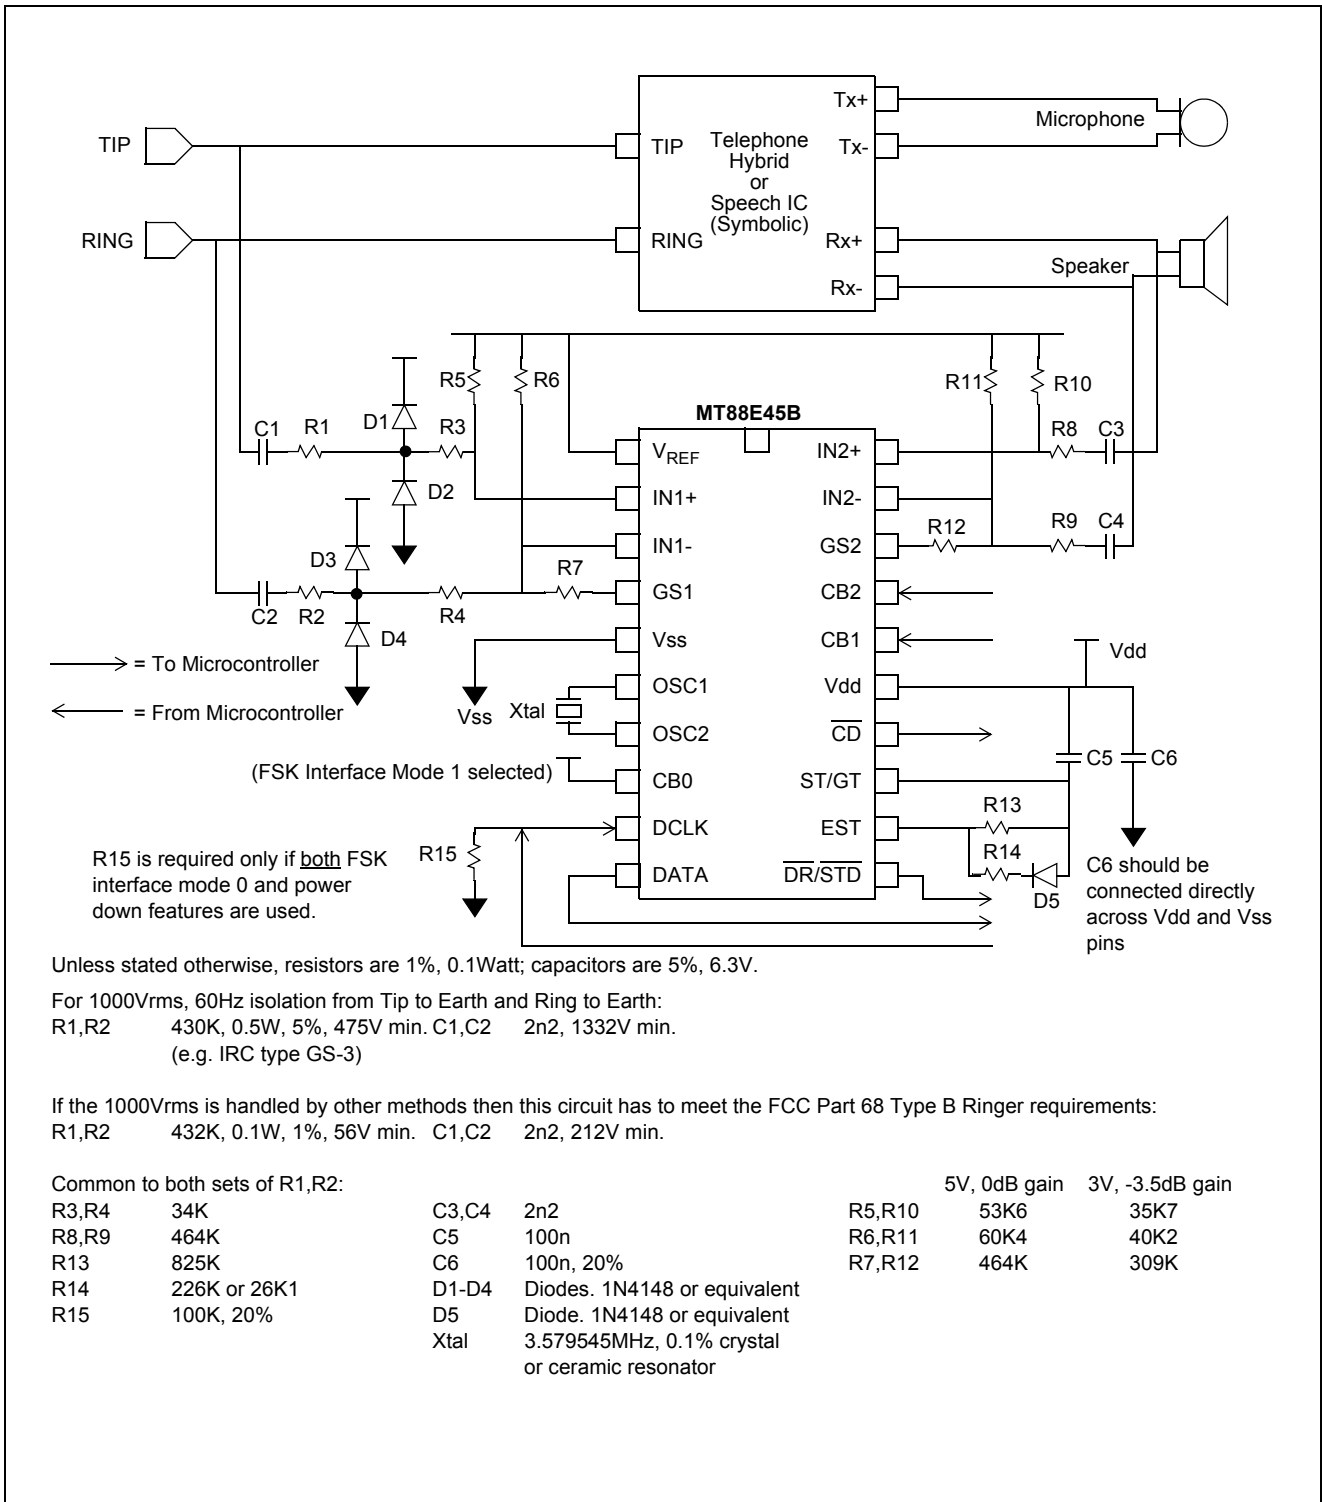 Tx+
Microphone
TIP
TIP
Telephone
Hybrid
or
Speech IC
(Symbolic)
Tx-
RING
RING
Rx+
Speaker
Rx-
R5
R6
R11
R10
MT88E45B
C1
R1
D1
R3
R8
C3
VREF
IN2+
D2
IN1+
IN2-
R12
R9
C4
D3
IN1-
GS2
R7
GS1
CB2
C2
R2
R4
D4
Vss
CB1
Vdd
= To Microcontroller
OSC1
Vdd
= From Microcontroller
Vss
Xtal
OSC2
CD
C5
C6
(FSK Interface Mode 1 selected)
CB0
ST/GT
R13
DCLK
EST
R15
R14
DATA
DR/STD
D5
R15 is required only if both FSK
interface mode 0 and power
down features are used.
C6 should be
connected directly
across Vdd and Vss
pins
Unless stated otherwise, resistors are 1%, 0.1Watt; capacitors are 5%, 6.3V.
For 1000Vrms, 60Hz isolation from Tip to Earth and Ring to Earth:
R1,R2 430K, 0.5W, 5%, 475V min. C1,C2 2n2, 1332V min.
(e.g. IRC type GS-3)
If the 1000Vrms is handled by other methods then this circuit has to meet the FCC Part 68 Type B Ringer requirements:
R1,R2 432K, 0.1W, 1%, 56V min. C1,C2 2n2, 212V min.
Common to both sets of R1,R2: 5V, 0dB gain 3V, -3.5dB gain
R3,R4 34K C3,C4 2n2 R5,R10 53K6 35K7
R8,R9 464K C5 100n R6,R11 60K4 40K2
R13 825K C6 100n, 20% R7,R12 464K 309K
R14 226K or 26K1 D1-D4 Diodes. 1N4148 or equivalent
R15 100K, 20% D5 Diode. 1N4148 or equivalent
Xtal 3.579545MHz, 0.1% crystal
or ceramic resonator